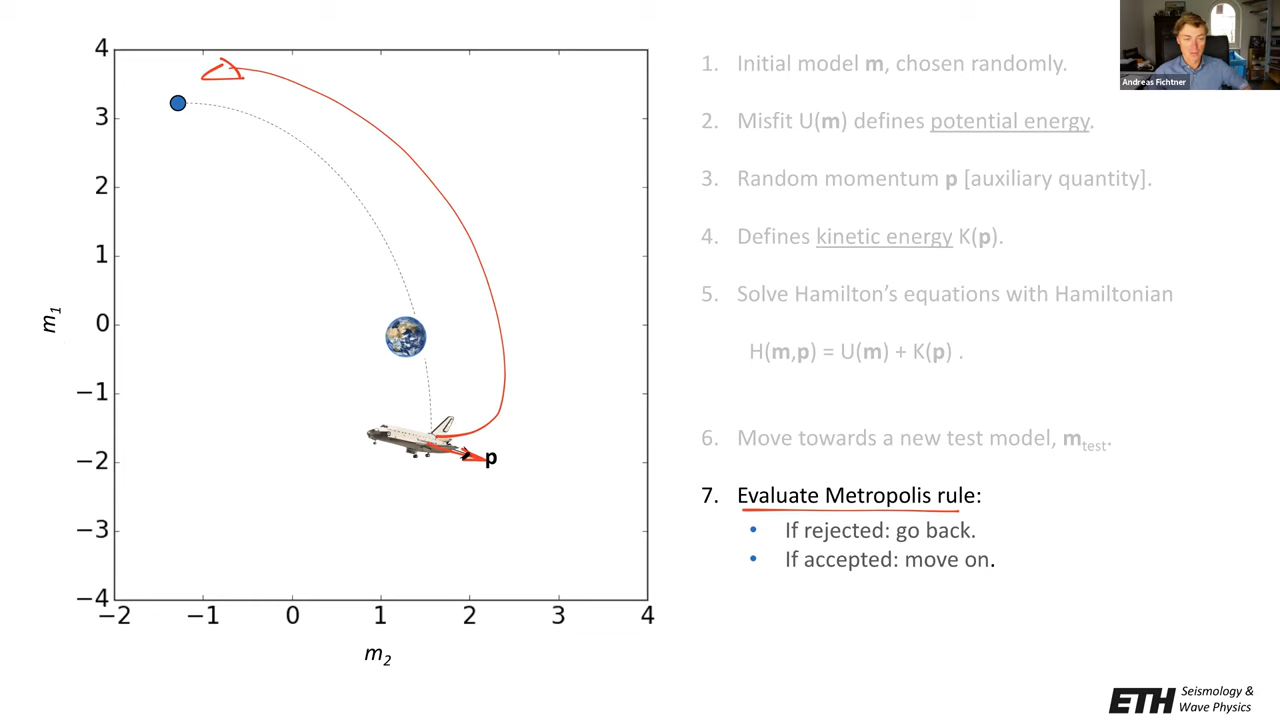 4
3
2
1
0
−1
−2
−3
−4
−2
−1
0
1
2
3
4
m1
m2
p
1. Initial model m, chosen randomly.
2. Misfit U(m) defines potential energy.
3. Random momentum p [auxiliary quantity].
4. Defines kinetic energy K(p).
5. Solve Hamilton’s equations with Hamiltonian
H(m,p) = U(m) + K(p) .
6. Move towards a new test model, mtest.
7. Evaluate Metropolis rule:
• If rejected: go back.
• If accepted: move on.
Andreas Fichtner
ETH
Seismology &
Wave Physics